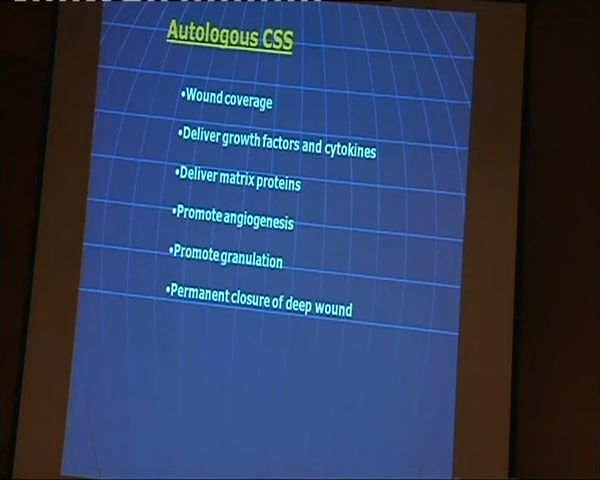 Autologous CSS
•Wound coverage
•Deliver growth factors and cytokines
•Deliver matrix proteins
•Promote angiogenesis
•Promote granulation
•Permanent closure of deep wound